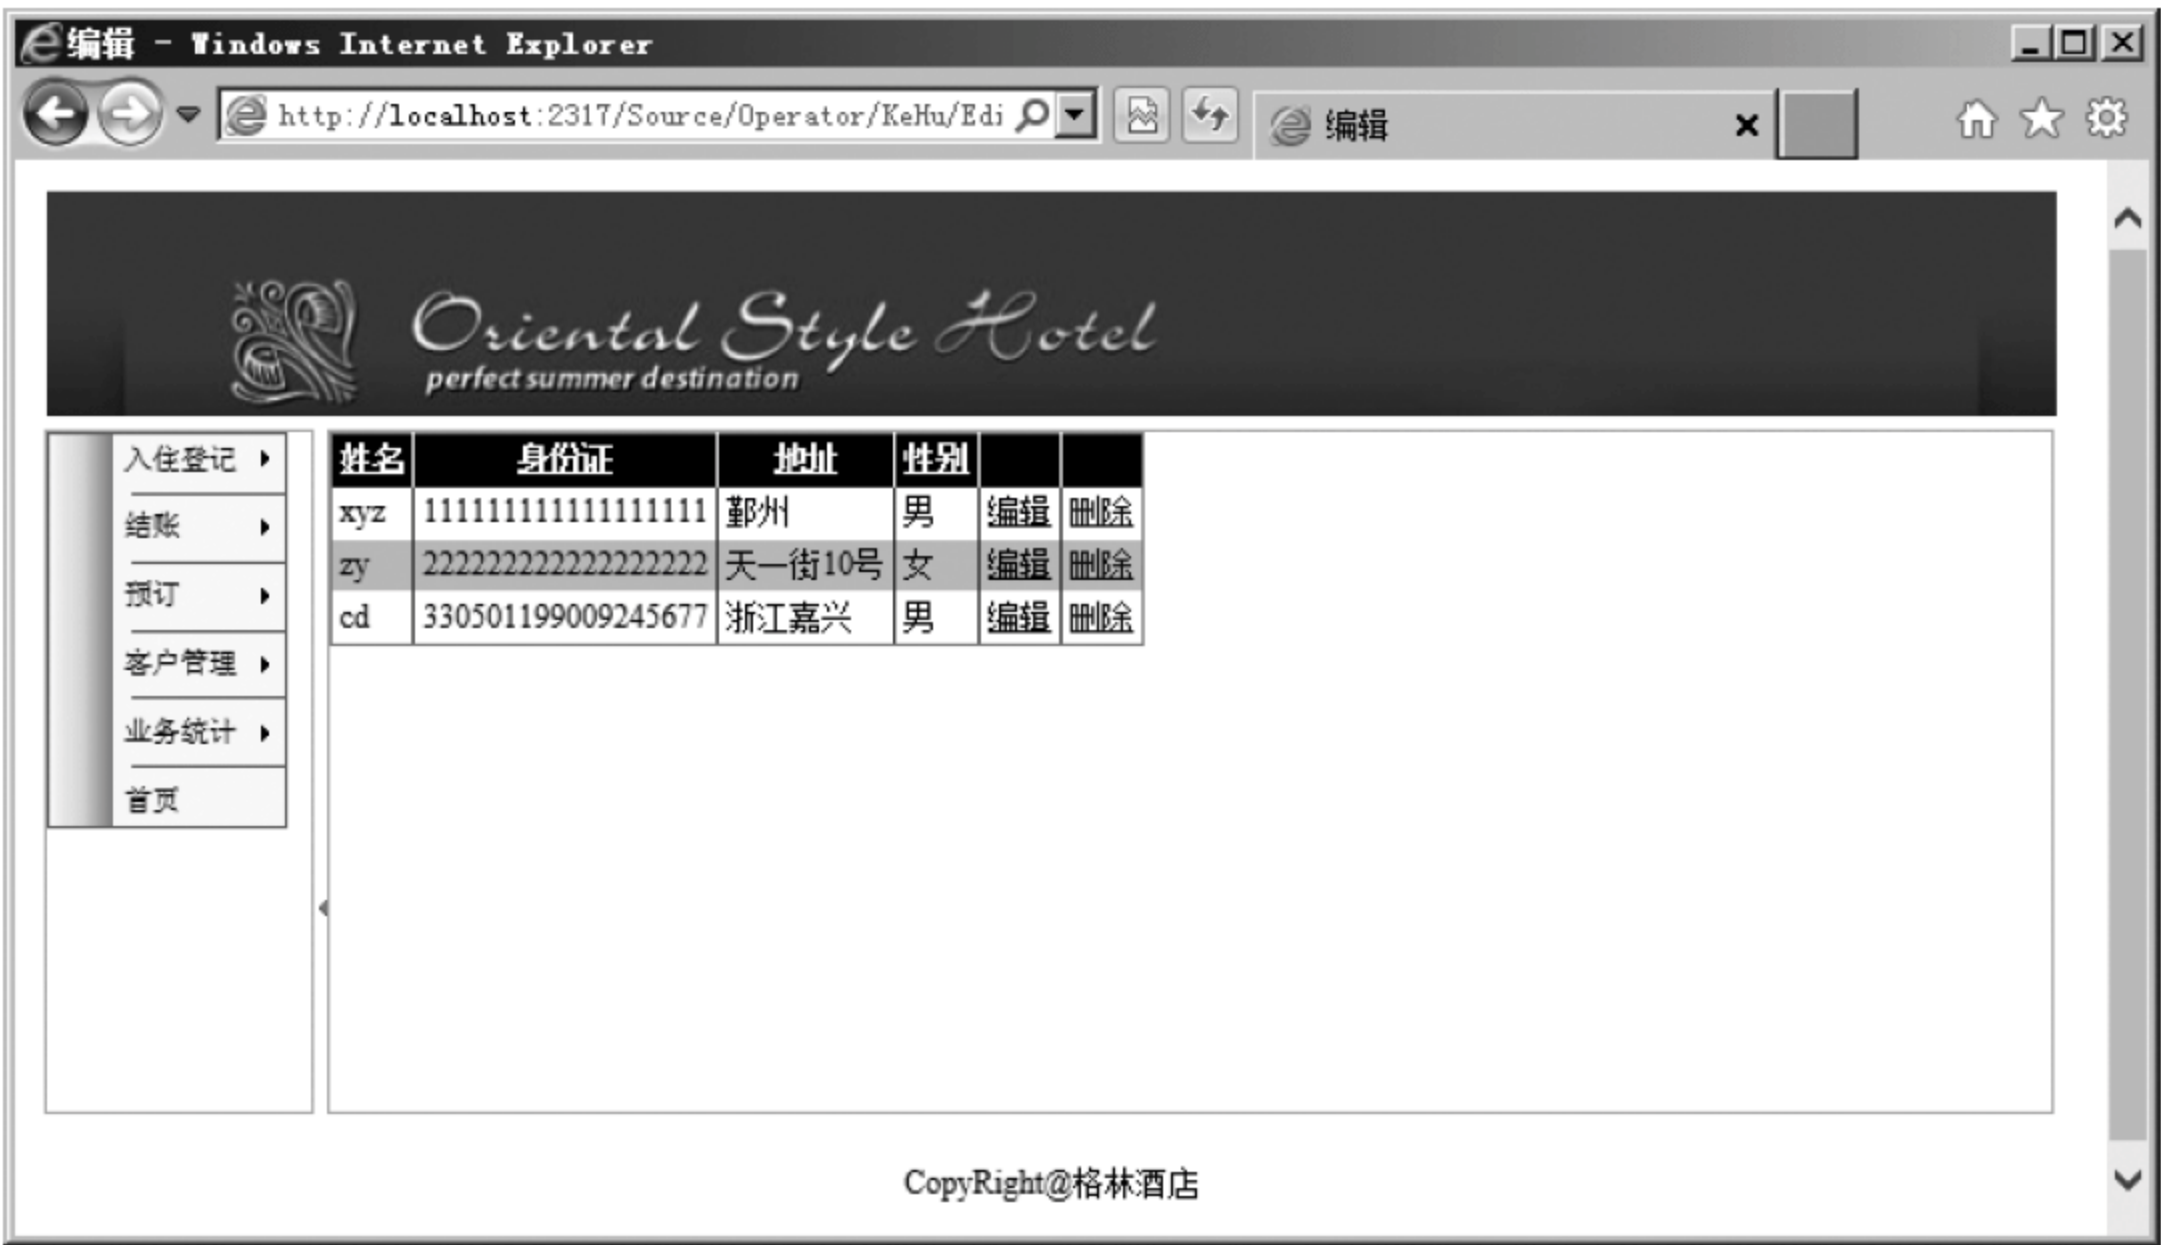 编辑 - Windows Internet Explorer
http://localhost:2317/Source/Operator/KeHu/Edi
编辑
Oriental Style Hotel
perfect summer destination
入住登记
结账
预订
客户管理
业务统计
首页
姓名 身份证 地址 性别
xyz 111111111111111111 鄞州 男 编辑 删除
zy 222222222222222222 天一街10号 女 编辑 删除
cd 330501199009245677 浙江嘉兴 男 编辑 删除
CopyRight@格林酒店